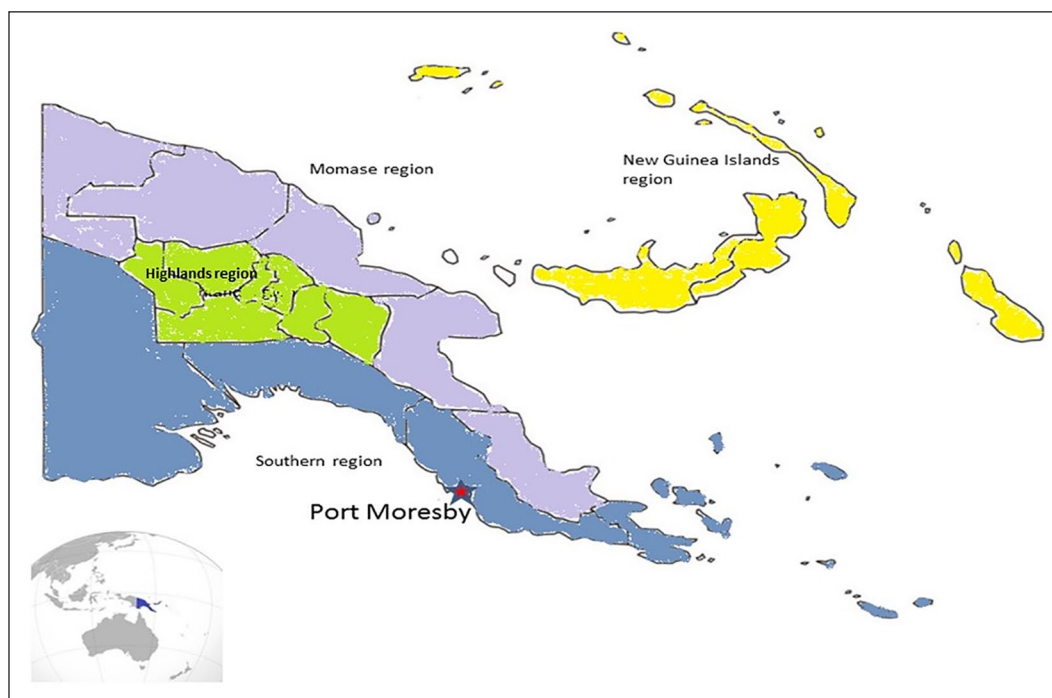 Momase region
New Guinea Islands
region
Highlands region
Southern region
Port Moresby